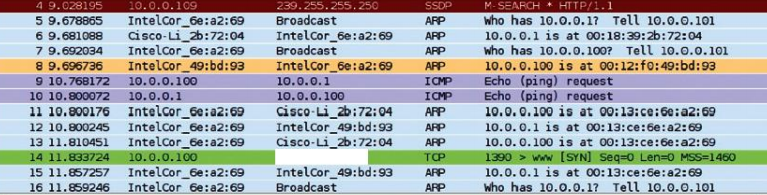 4 9.028195 10.0.0.109 239.255.255.250 SSDP M-SEARCH * HTTP/1.1
5 9.678865 IntelCor_6e:a2:69 Broadcast ARP Who has 10.0.0.1? Tell 10.0.0.101
6 9.681088 Cisco-Li_2b:72:04 IntelCor_6e:a2:69 ARP 10.0.0.1 is at 00:18:39:2b:72:04
7 9.692034 IntelCor_6e:a2:69 Broadcast ARP Who has 10.0.0.100? Tell 10.0.0.101
8 9.696736 IntelCor_49:bd:93 IntelCor_6e:a2:69 ARP 10.0.0.100 is at 00:12:f0:49:bd:93
9 10.768172 10.0.0.100 10.0.0.1 ICMP Echo (ping) request
10 10.800072 10.0.0.1 10.0.0.100 ICMP Echo (ping) request
11 10.800176 IntelCor_6e:a2:69 Cisco-Li_2b:72:04 ARP 10.0.0.100 is at 00:13:ce:6e:a2:69
12 10.800245 IntelCor_6e:a2:69 IntelCor_49:bd:93 ARP 10.0.0.1 is at 00:13:ce:6e:a2:69
13 11.810451 IntelCor_6e:a2:69 Cisco-Li_2b:72:04 ARP 10.0.0.100 is at 00:13:ce:6e:a2:69
14 11.833724 10.0.0.100 TCP 1390 > www [SYN] Seq=0 Len=0 MSS=1460
15 11.857257 IntelCor_6e:a2:69 IntelCor_49:bd:93 ARP 10.0.0.1 is at 00:13:ce:6e:a2:69
16 11.859246 IntelCor_6e:a2:69 Broadcast ARP Who has 10.0.0.1? Tell 10.0.0.101